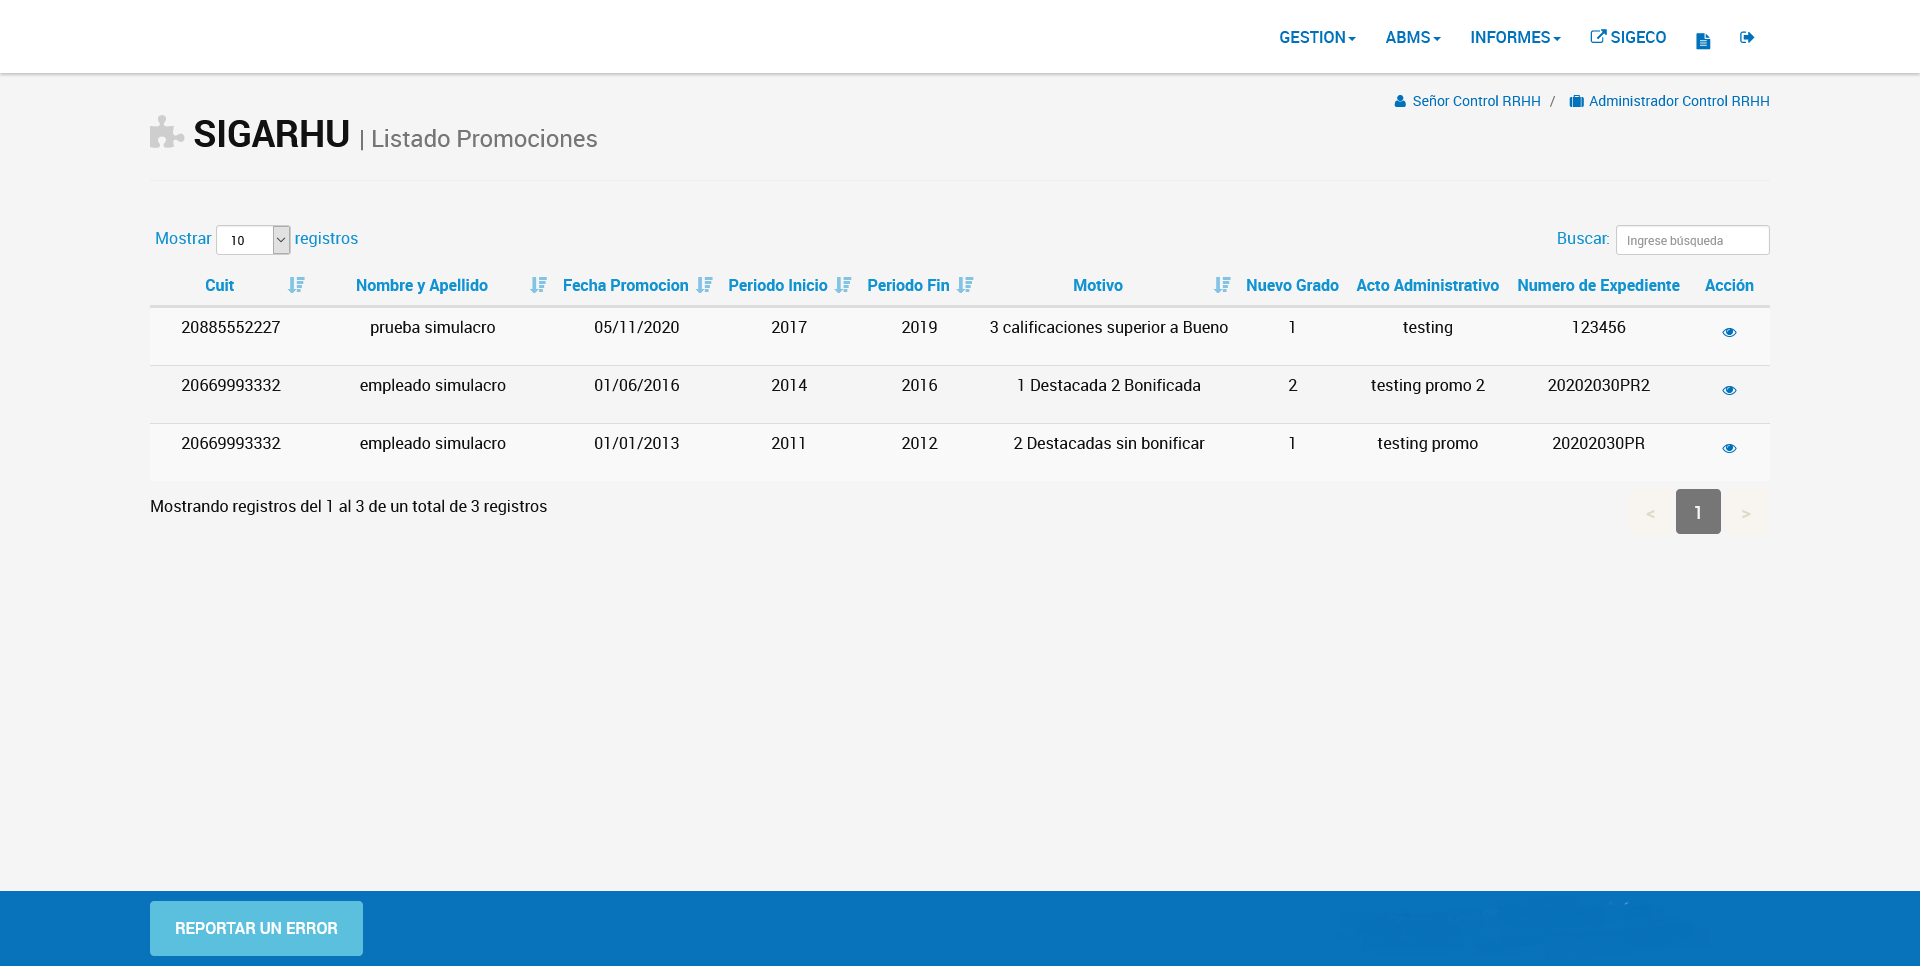 GESTION ABMS INFORMES SIGECO
Señor Control RRHH / Administrador Control RRHH
SIGARHU | Listado Promociones
Mostrar 10 registros Buscar: Ingrese búsqueda
Cuit Nombre y Apellido Fecha Promocion Periodo Inicio Periodo Fin Motivo Nuevo Grado Acto Administrativo Numero de Expediente Acción
20885552227 prueba simulacro 05/11/2020 2017 2019 3 calificaciones superior a Bueno 1 testing 123456
20669993332 empleado simulacro 01/06/2016 2014 2016 1 Destacada 2 Bonificada 2 testing promo 2 20202030PR2
20669993332 empleado simulacro 01/01/2013 2011 2012 2 Destacadas sin bonificar 1 testing promo 20202030PR
Mostrando registros del 1 al 3 de un total de 3 registros < 1 >
REPORTAR UN ERROR